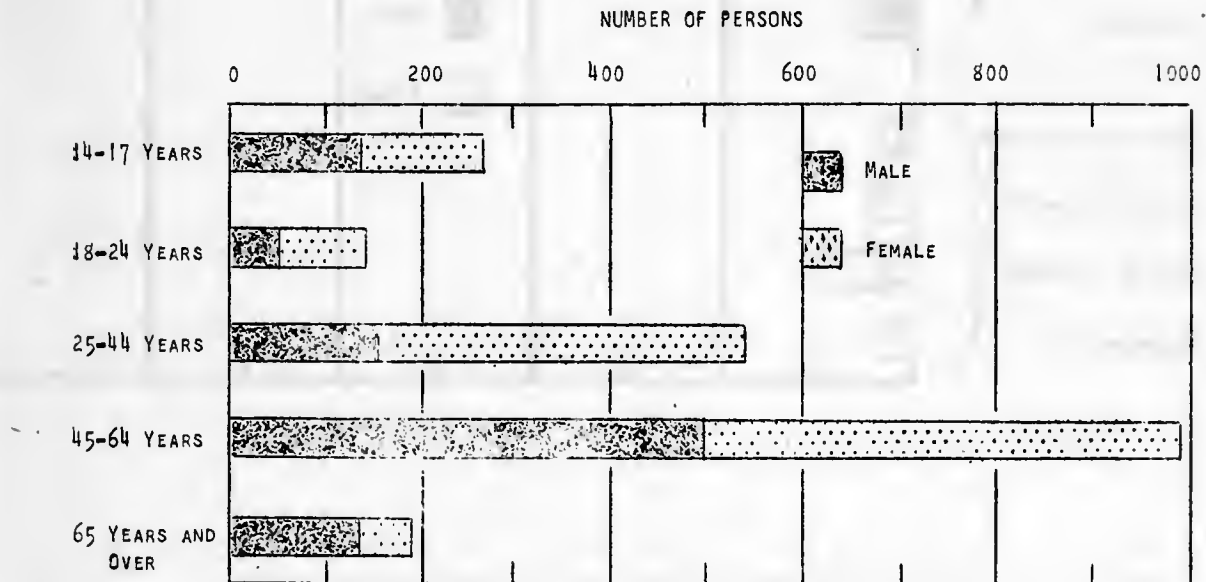 NUMBER OF PERSONS
0 200 400 600 800 1000
14-17 YEARS
MALE
18-24 YEARS
FEMALE
25-44 YEARS
45-64 YEARS
65 YEARS AND
OVER